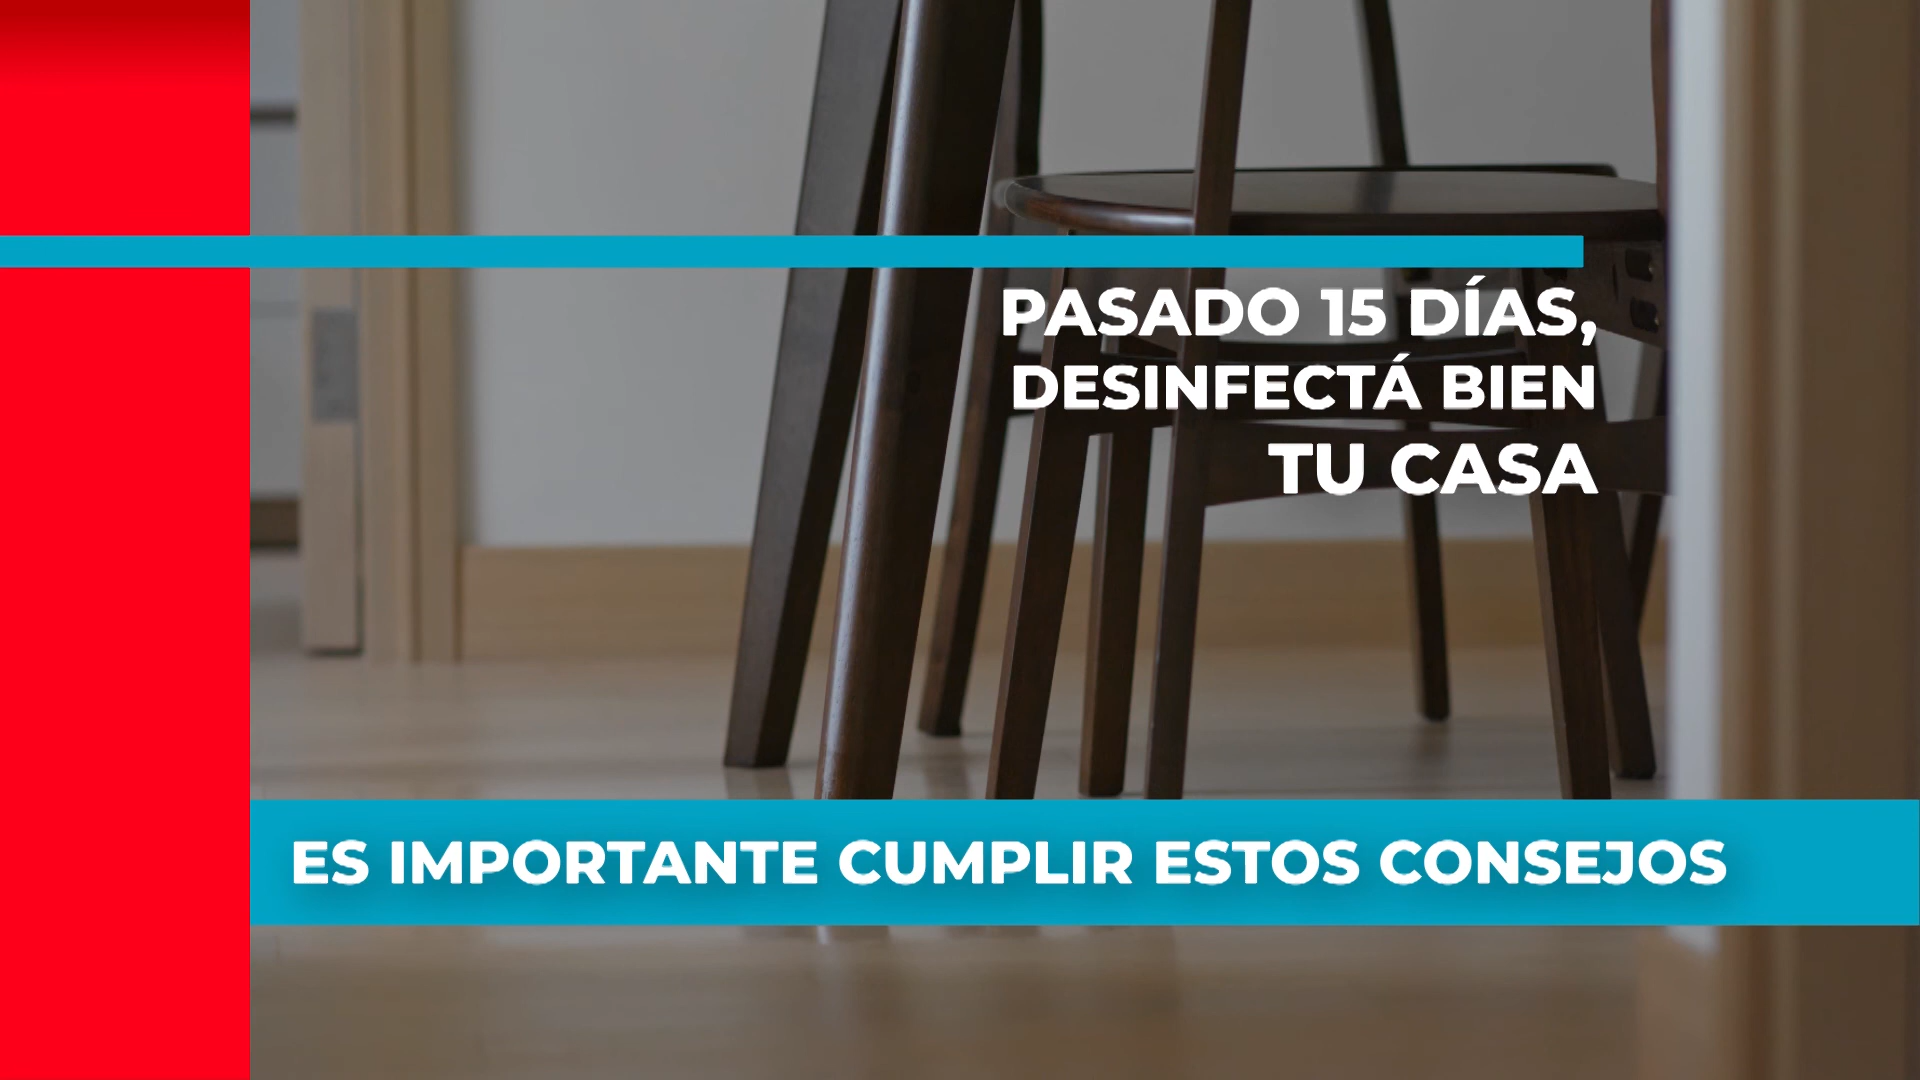 PASADO 15 DÍAS,
DESINFECTÁ BIEN
TU CASA
ES IMPORTANTE CUMPLIR ESTOS CONSEJOS